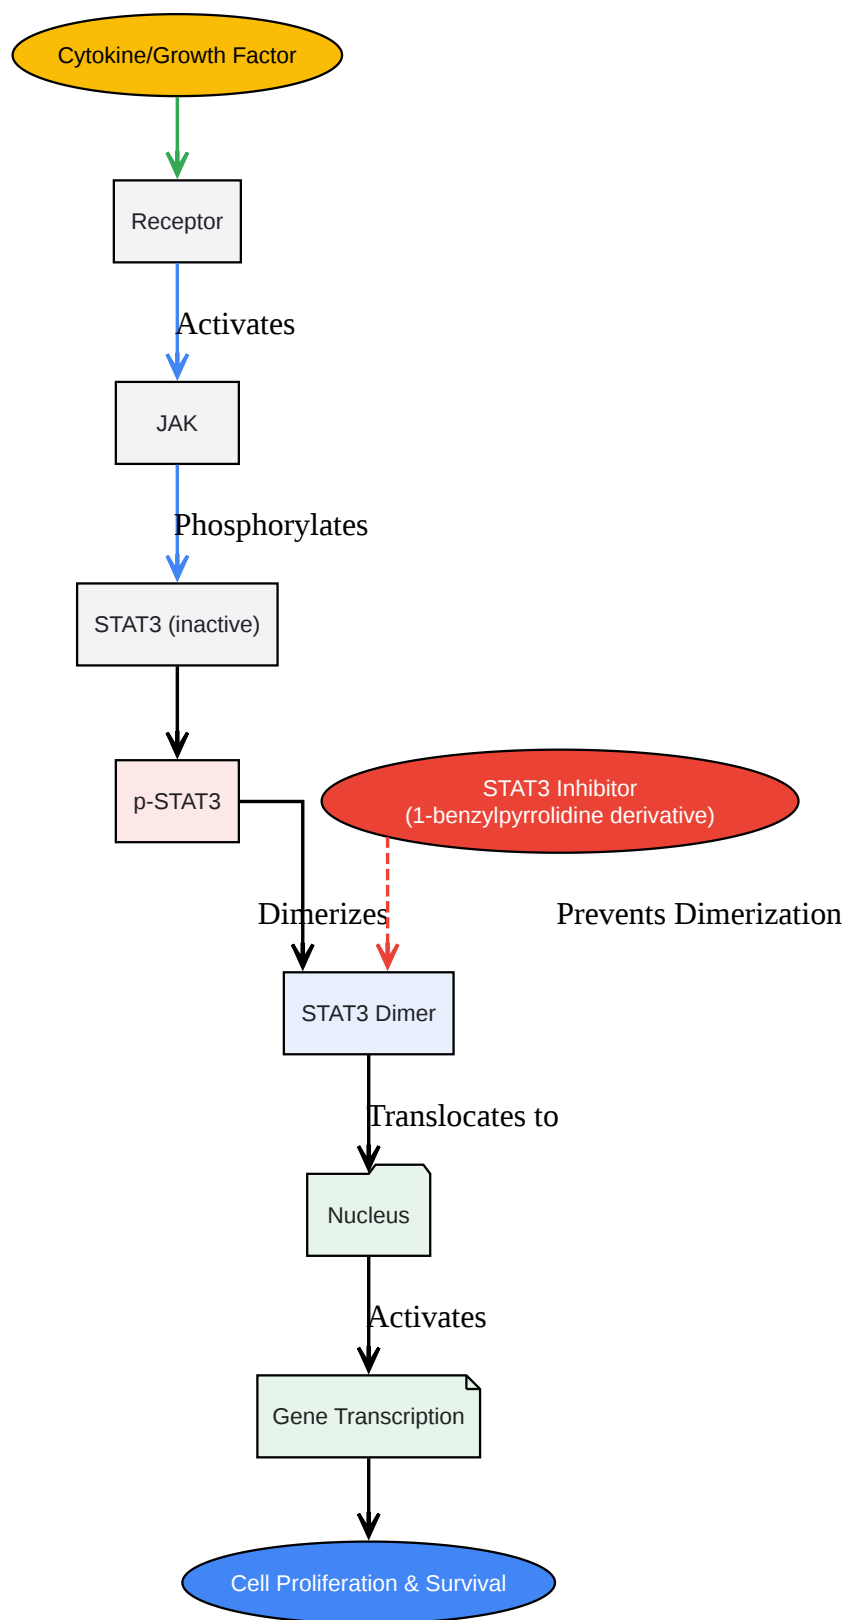 Cytokine/Growth Factor
Receptor
Activates
JAK
Phosphorylates
STAT3 (inactive)
p-STAT3
STAT3 Inhibitor
(1-benzylpyrrolidine derivative)
Dimerizes
Prevents Dimerization
STAT3 Dimer
Translocates to
Nucleus
Activates
Gene Transcription
Cell Proliferation & Survival